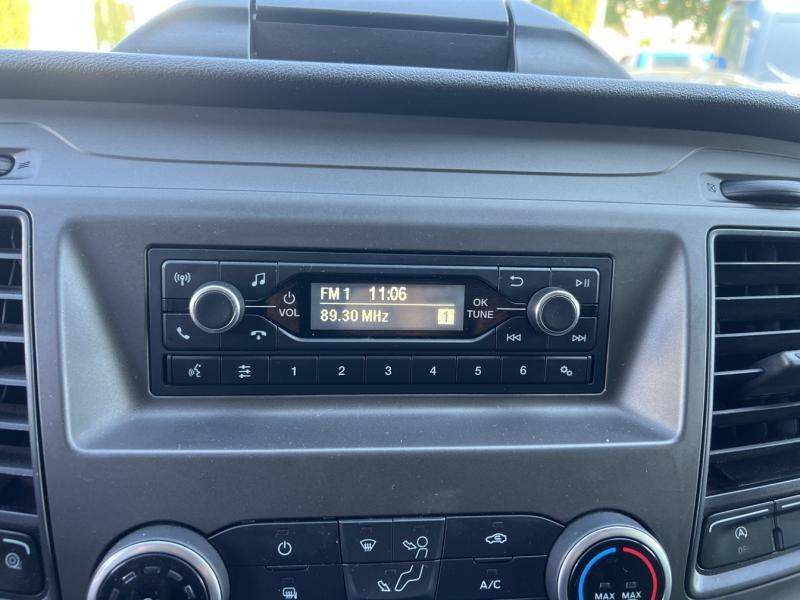 FM 1 11:06
89.30 MHz 1
VOL
OK
TUNE
1 2 3 4 5 6
A/C
MAX MAX
A
OFF